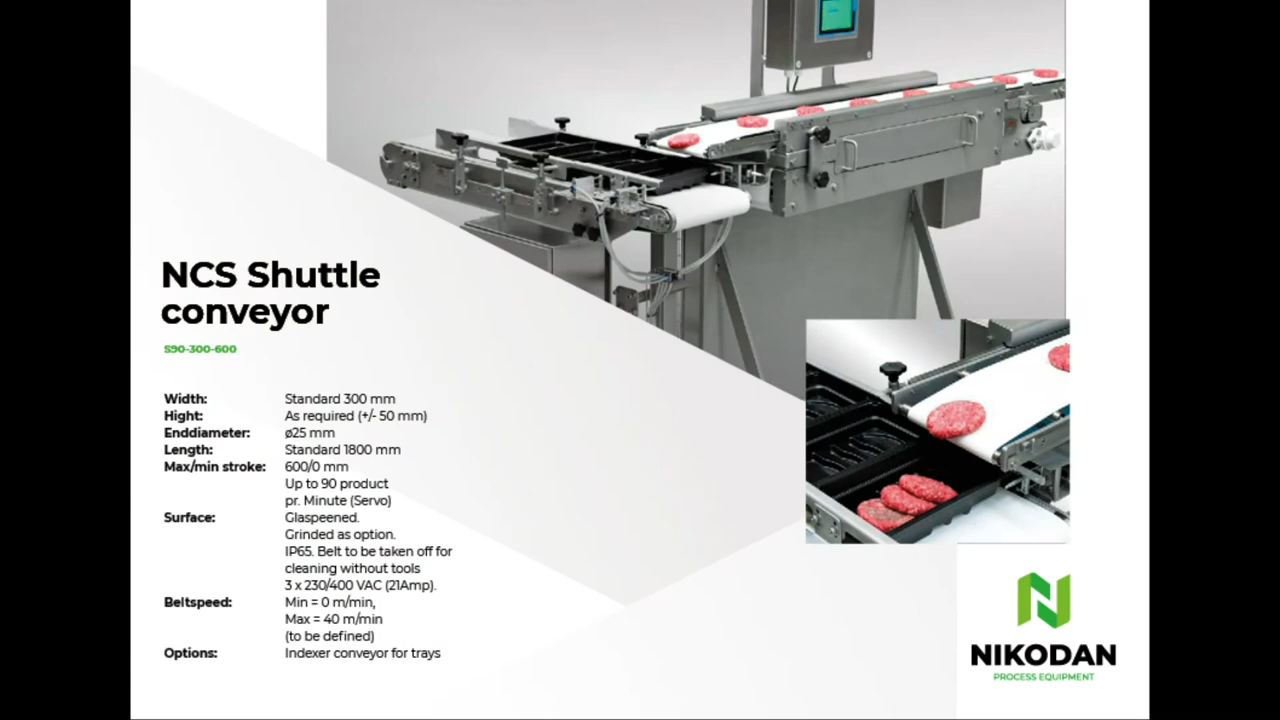 NCS Shuttle
conveyor
S90-300-600
Width: Standard 300 mm
Hight: As required (+/- 50 mm)
Enddiameter: ø25 mm
Length: Standard 1800 mm
Max/min stroke: 600/0 mm
Up to 90 product
pr. Minute (Servo)
Surface: Glaspeened.
Grinded as option.
IP65. Belt to be taken off for
cleaning without tools
3 x 230/400 VAC (21Amp).
Beltspeed: Min = 0 m/min,
Max = 40 m/min
(to be defined)
Options: Indexer conveyor for trays
NIKODAN
PROCESS EQUIPMENT